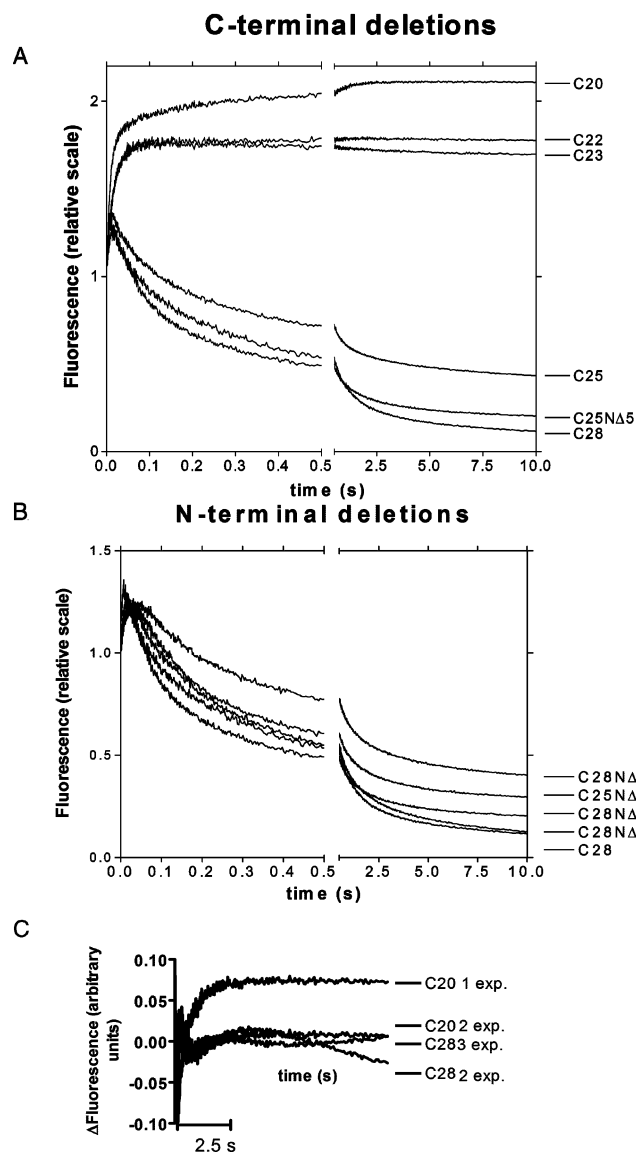 C-terminal deletions
A
Fluorescence (relative scale)
2
1
0
0.0 0.1 0.2 0.3 0.4 0.5 2.5 5.0 7.5 10.0
time (s)
C20
C22
C23
C25
C25NΔ5
C28
B
N-terminal deletions
Fluorescence (relative scale)
1.5
1.0
0.5
0.0
0.0 0.1 0.2 0.3 0.4 0.5 2.5 5.0 7.5 10.0
time (s)
C28NΔ
C25NΔ
C28NΔ
C28NΔ
C28
C
ΔFluorescence (arbitrary
units)
0.10
0.05
0.00
-0.05
-0.10
time (s)
2.5 s
C20 1 exp.
C20 2 exp.
C283 exp.
C28 2 exp.